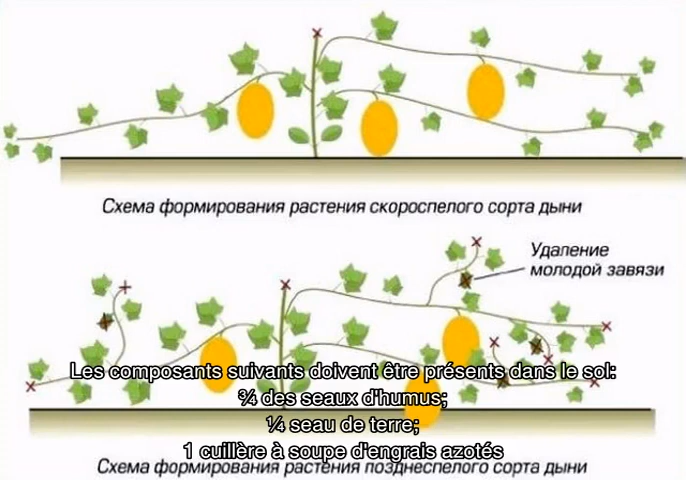 Схема формирования растения скороспелого сорта дыни
Удаление
молодой завязи
Les composants suivants doivent être présents dans le sol:
¾ des seaux d'humus;
¼ seau de terre;
1 cuillère à soupe d'engrais azotés
Схема формирования растения позднеспелого сорта дыни